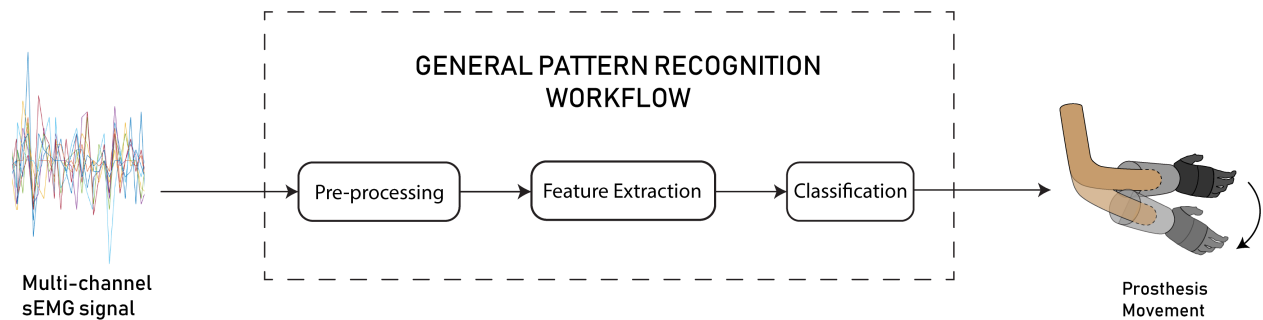 GENERAL PATTERN RECOGNITION
WORKFLOW
Pre-processing
Feature Extraction
Classification
Multi-channel
sEMG signal
Prosthesis
Movement